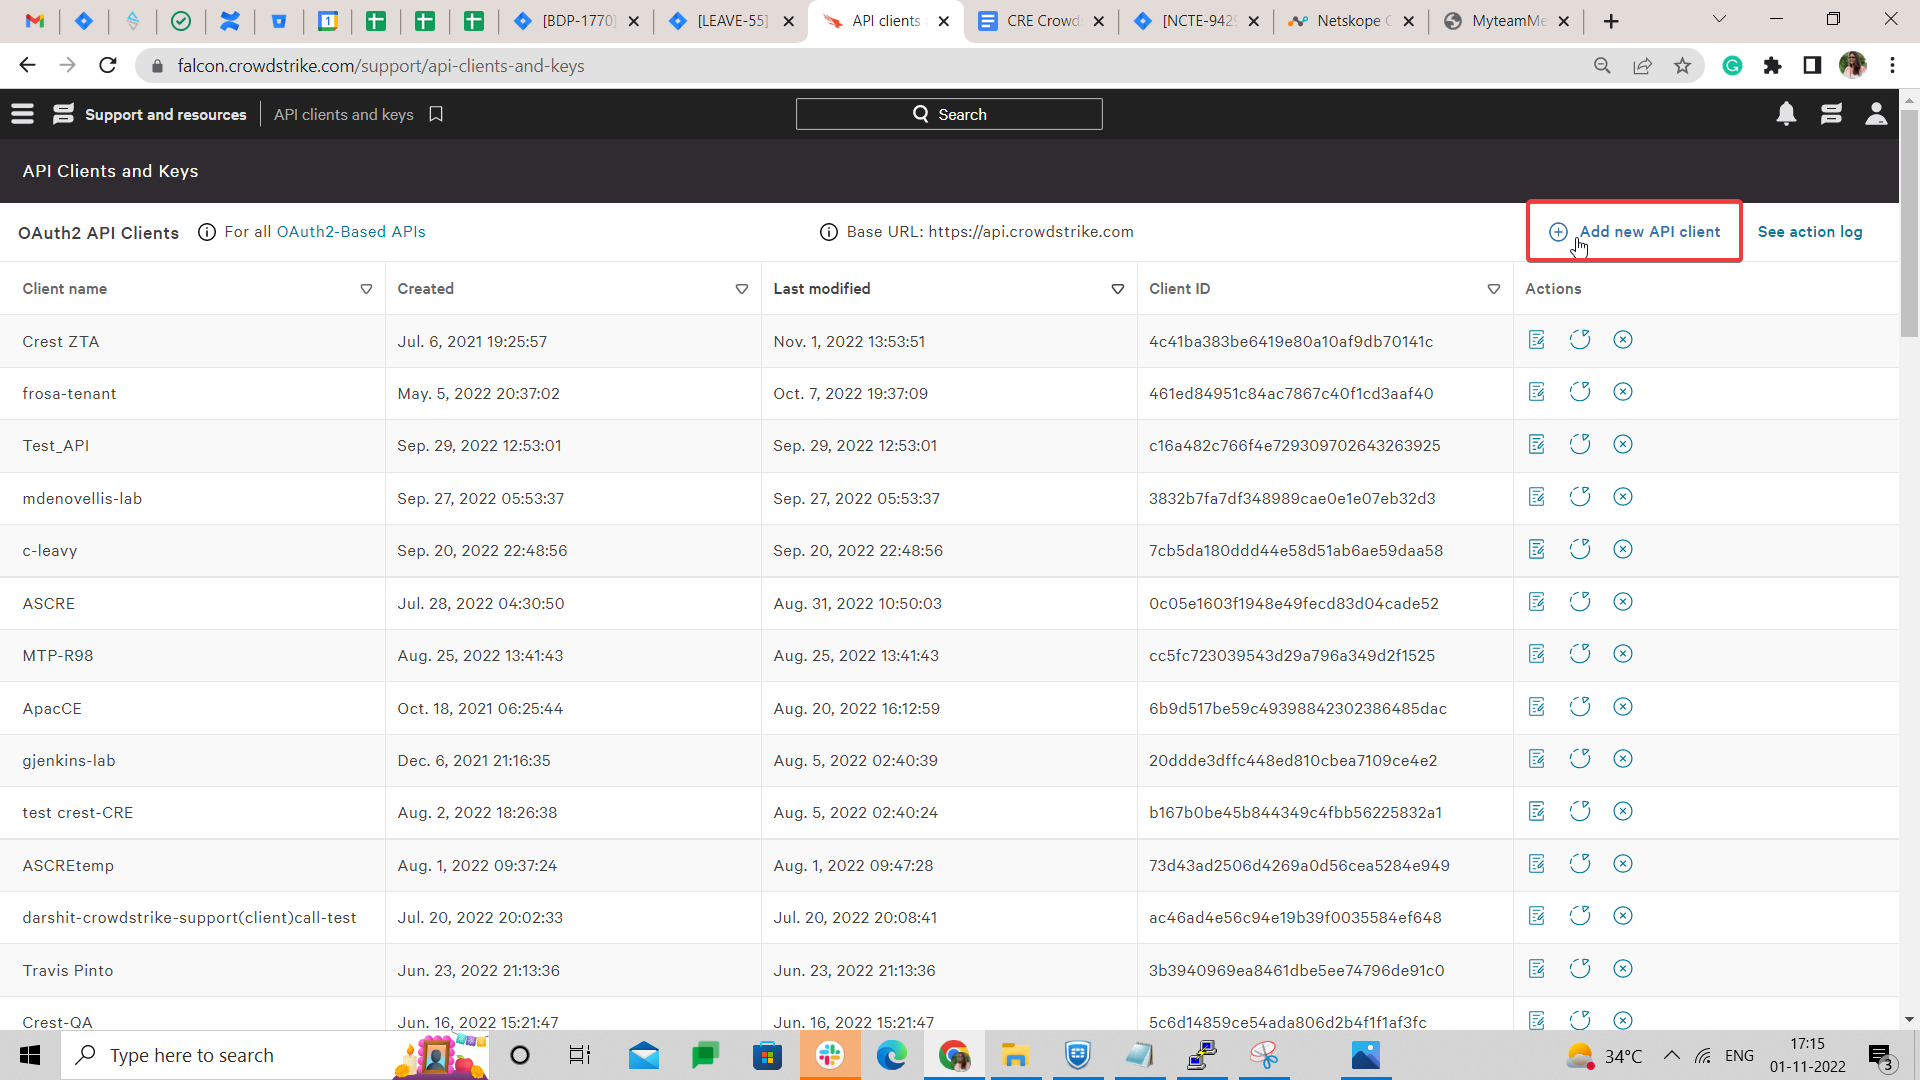 [BDP-1770]
[LEAVE-55]
API clients
CRE Crowd
[NCTE-9429
Netskope C
MyteamMe
falcon.crowdstrike.com/support/api-clients-and-keys
Support and resources
API clients and keys
Search
API Clients and Keys
OAuth2 API Clients
For all OAuth2-Based APIs
Base URL: https://api.crowdstrike.com
Add new API client
See action log
Client name Created Last modified Client ID Actions
Crest ZTA Jul. 6, 2021 19:25:57 Nov. 1, 2022 13:53:51 4c41ba383be6419e80a10af9db70141c
frosa-tenant May. 5, 2022 20:37:02 Oct. 7, 2022 19:37:09 461ed84951c84ac7867c40f1cd3aaf40
Test_API Sep. 29, 2022 12:53:01 Sep. 29, 2022 12:53:01 c16a482c766f4e729309702643263925
mdenovellis-lab Sep. 27, 2022 05:53:37 Sep. 27, 2022 05:53:37 3832b7fa7df348989cae0e1e07eb32d3
c-leavy Sep. 20, 2022 22:48:56 Sep. 20, 2022 22:48:56 7cb5da180ddd44e58d51ab6ae59daa58
ASCRE Jul. 28, 2022 04:30:50 Aug. 31, 2022 10:50:03 0c05e1603f1948e49fecd83d04cade52
MTP-R98 Aug. 25, 2022 13:41:43 Aug. 25, 2022 13:41:43 cc5fc723039543d29a796a349d2f1525
ApacCE Oct. 18, 2021 06:25:44 Aug. 20, 2022 16:12:59 6b9d517be59c49398842302386485dac
gjenkins-lab Dec. 6, 2021 21:16:35 Aug. 5, 2022 02:40:39 20ddde3dffc448ed810cbea7109ce4e2
test crest-CRE Aug. 2, 2022 18:26:38 Aug. 5, 2022 02:40:24 b167b0be45b844349c4fbb56225832a1
ASCREtemp Aug. 1, 2022 09:37:24 Aug. 1, 2022 09:47:28 73d43ad2506d4269a0d56cea5284e949
darshit-crowdstrike-support(client)call-test Jul. 20, 2022 20:02:33 Jul. 20, 2022 20:08:41 ac46ad4e56c94e19b39f0035584ef648
Travis Pinto Jun. 23, 2022 21:13:36 Jun. 23, 2022 21:13:36 3b3940969ea8461dbe5ee74796de91c0
Crest-QA Jun. 16, 2022 15:21:47 Jun. 16, 2022 15:21:47 5c6d14859ce54ada806d2b4f1f1af3fc
Type here to search
34°C
ENG
17:15
01-11-2022
3